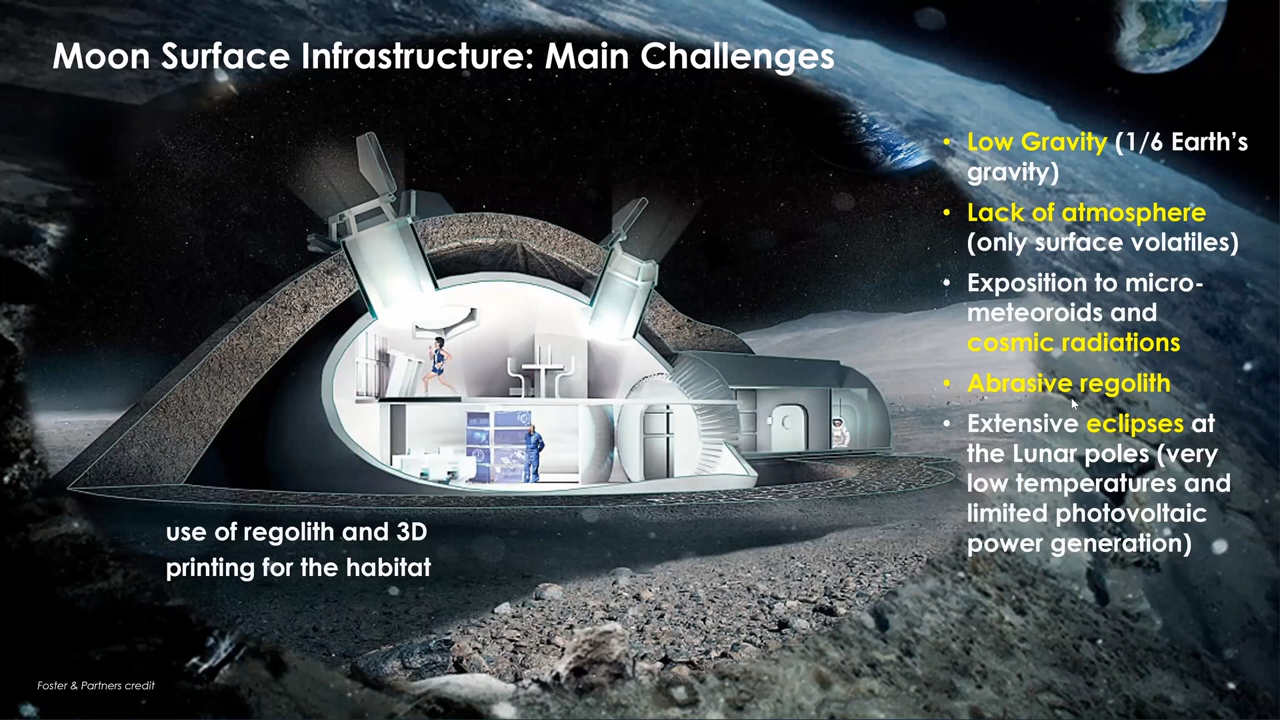 Moon Surface Infrastructure: Main Challenges
• Low Gravity (1/6 Earth’s
gravity)
• Lack of atmosphere
(only surface volatiles)
• Exposition to micro-
meteoroids and
cosmic radiations
• Abrasive regolith
• Extensive eclipses at
the Lunar poles (very
low temperatures and
limited photovoltaic
power generation)
use of regolith and 3D
printing for the habitat
Foster & Partners credit